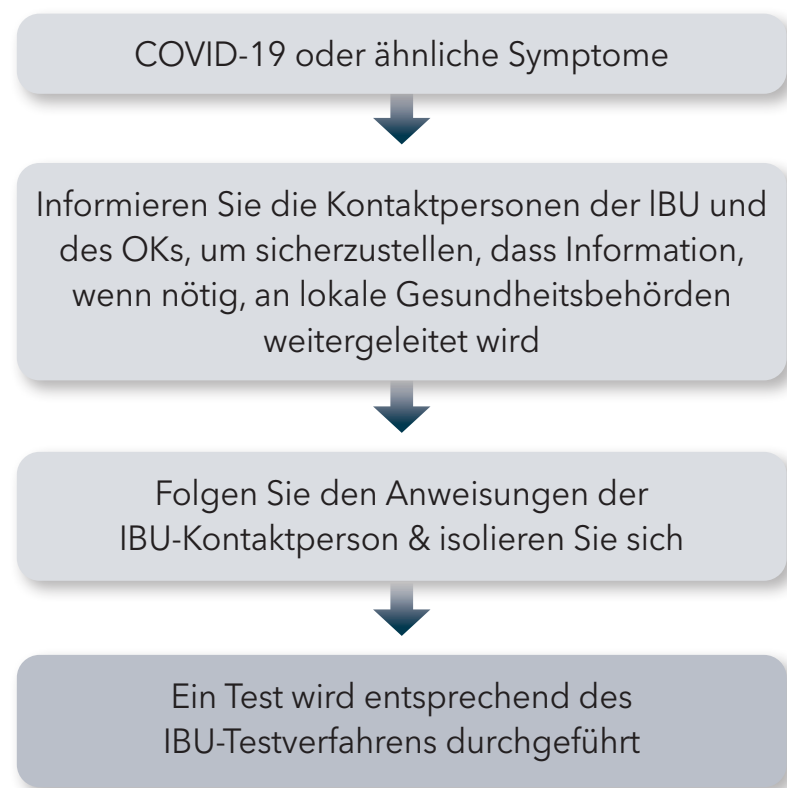 COVID-19 oder ähnliche Symptome
Informieren Sie die Kontaktpersonen der IBU und
des OKs, um sicherzustellen, dass Information,
wenn nötig, an lokale Gesundheitsbehörden
weitergeleitet wird
Folgen Sie den Anweisungen der
IBU-Kontaktperson & isolieren Sie sich
Ein Test wird entsprechend des
IBU-Testverfahrens durchgeführt